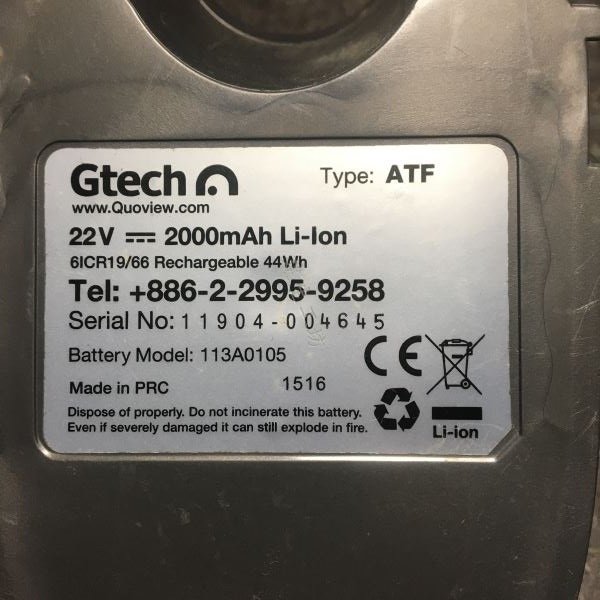 Gtech
Type: ATF
www.Quoview.com
22V 2000mAh Li-Ion
6ICR19/66 Rechargeable 44Wh
Tel: +886-2-2995-9258
Serial No: 11904-004645
Battery Model: 113A0105
CE
Made in PRC 1516
Dispose of properly. Do not incinerate this battery.
Even if severely damaged it can still explode in fire.
Li-ion